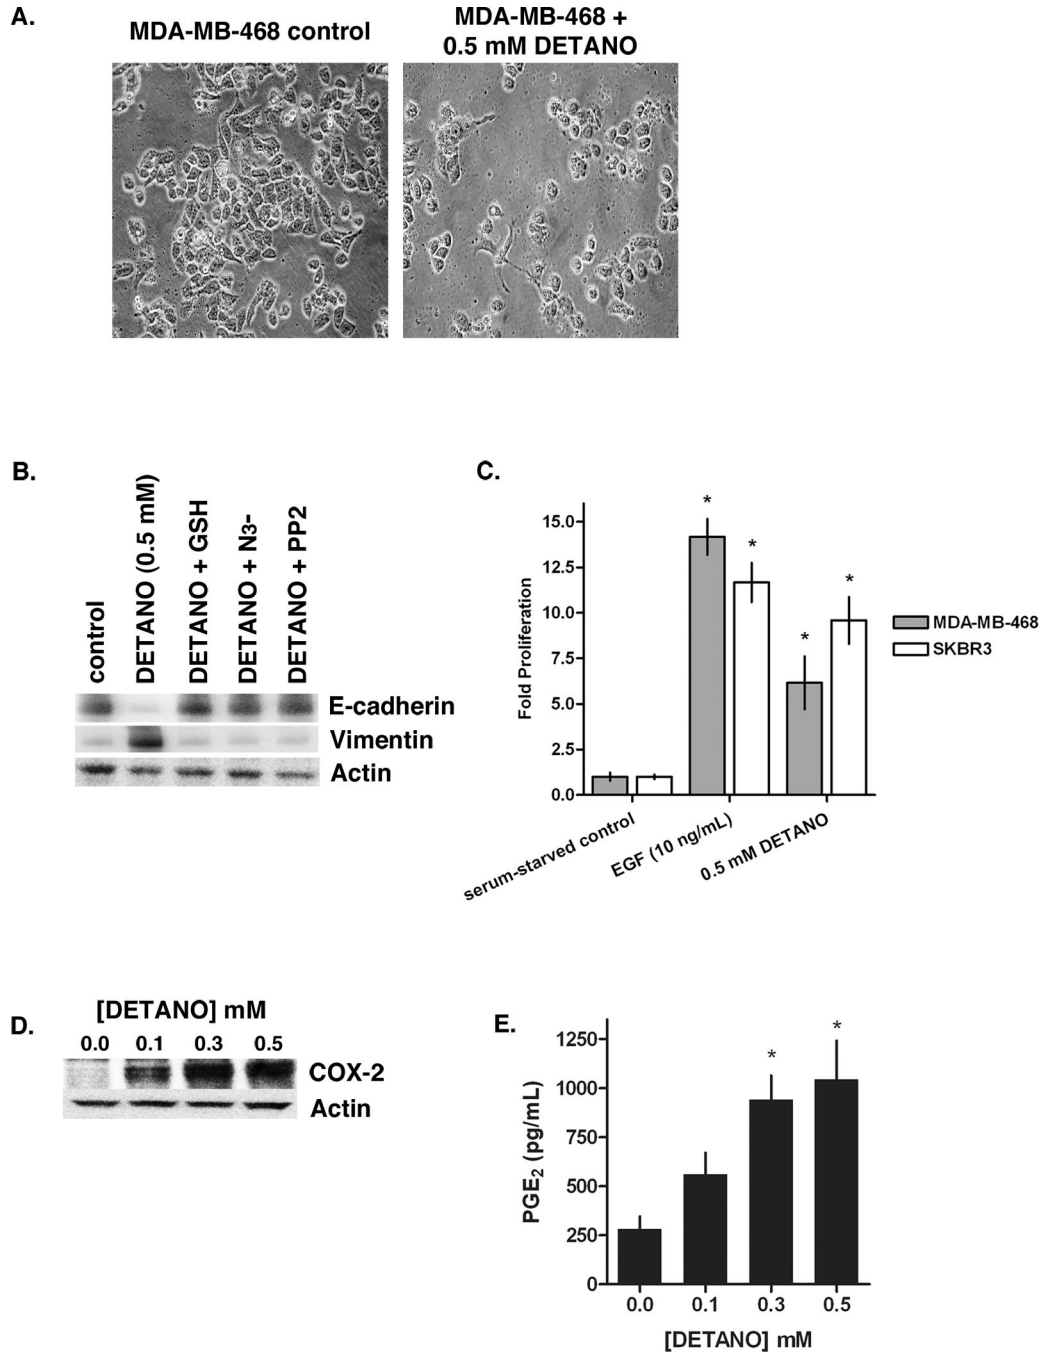 A.
MDA-MB-468 control
MDA-MB-468 +
0.5 mM DETANO
B.
control
DETANO (0.5 mM)
DETANO + GSH
DETANO + N3-
DETANO + PP2
E-cadherin
Vimentin
Actin
C.
Fold Proliferation
15.0
12.5
10.0
7.5
5.0
2.5
0.0
*
*
*
*
serum-starved control
EGF (10 ng/mL)
0.5 mM DETANO
MDA-MB-468
SKBR3
D.
[DETANO] mM
0.0 0.1 0.3 0.5
COX-2
Actin
E.
PGE2 (pg/mL)
1250
1000
750
500
250
0
*
*
0.0 0.1 0.3 0.5
[DETANO] mM